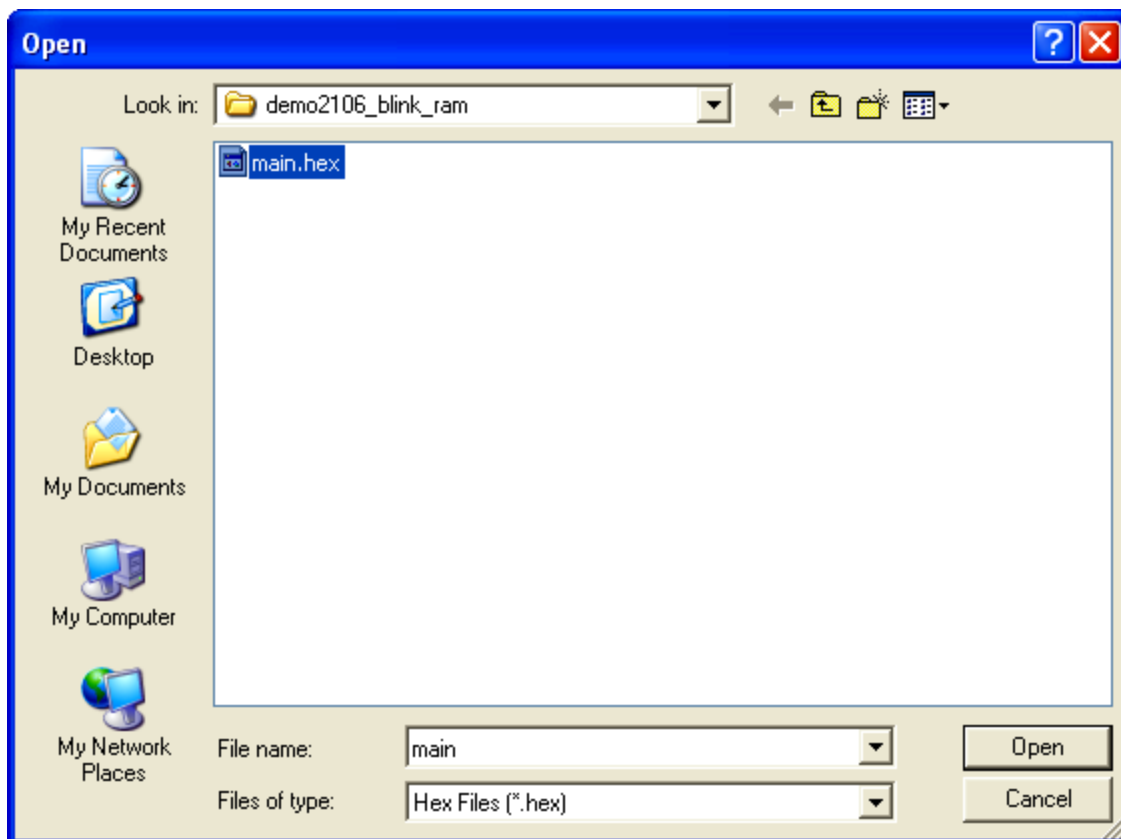 Open
Look in: demo2106_blink_ram
main.hex
My Recent
Documents
Desktop
My Documents
My Computer
My Network
Places
File name: main Open
Files of type: Hex Files (*.hex) Cancel